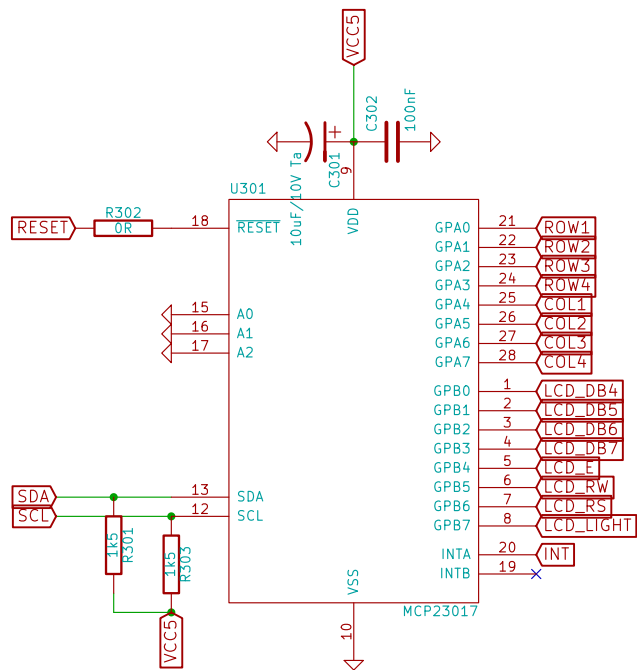 VCC5
C302
100nF
10uF/10V Ta
C301
9
U301
VDD
RESET
R302
0R
18
RESET
15
A0
16
A1
17
A2
GPA0
21
ROW1
GPA1
22
ROW2
GPA2
23
ROW3
GPA3
24
ROW4
GPA4
25
COL1
GPA5
26
COL2
GPA6
27
COL3
GPA7
28
COL4
GPB0
1
LCD_DB4
GPB1
2
LCD_DB5
GPB2
3
LCD_DB6
GPB3
4
LCD_DB7
GPB4
5
LCD_E
GPB5
6
LCD_RW
GPB6
7
LCD_RS
GPB7
8
LCD_LIGHT
INTA
20
INT
INTB
19
SDA
13
SDA
SCL
12
SCL
1k5
R301
1k5
R303
VCC5
VSS
10
MCP23017